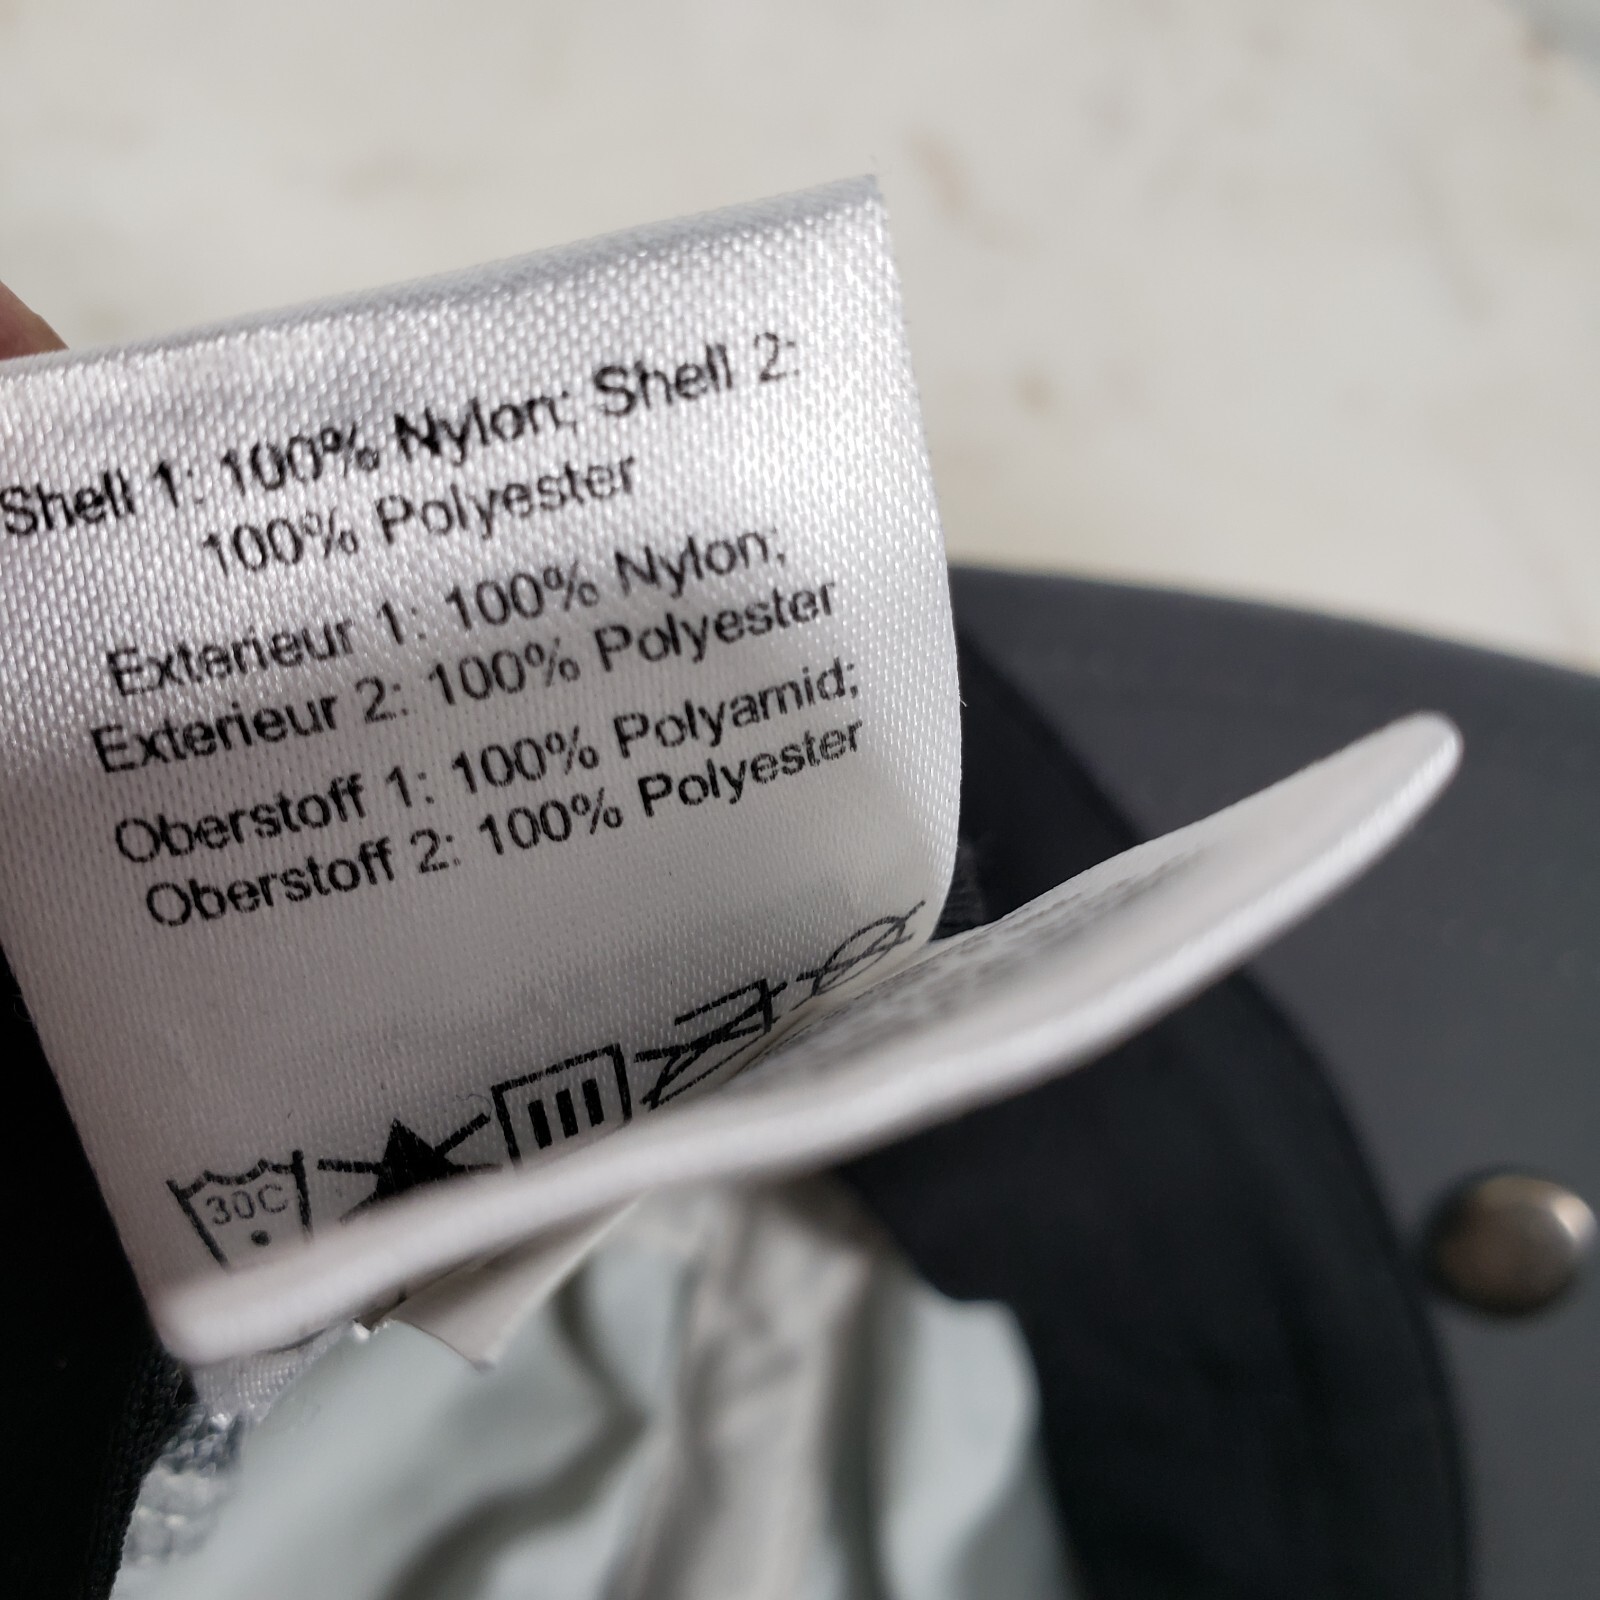 Shell 1: 100% Nylon; Shell 2:
100% Polyester
Exterieur 1: 100% Nylon;
Exterieur 2: 100% Polyester
Oberstoff 1: 100% Polyamid;
Oberstoff 2: 100% Polyester
30C